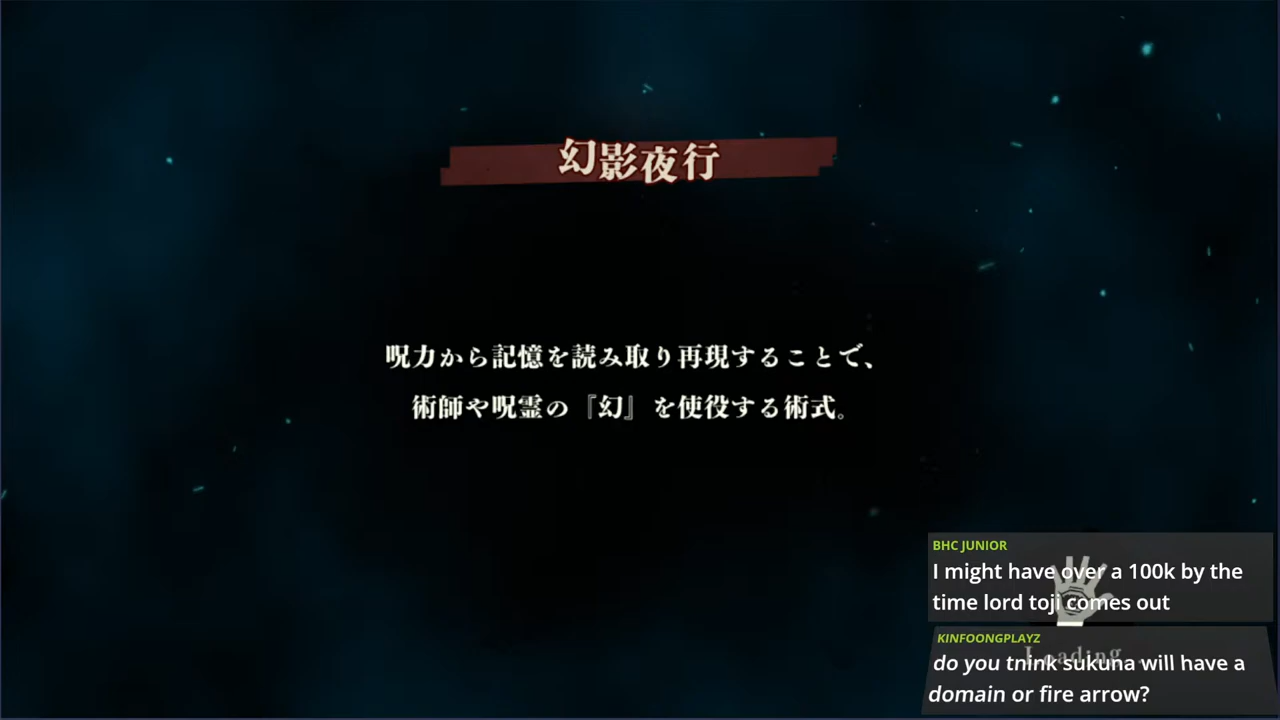 幻影夜行
呪力から記憶を読み取り再現することで、
術師や呪霊の『幻』を使役する術式。
BHC JUNIOR
I might have over a 100k by the
time lord toji comes out
KINFOONGPLAYZ
Loading
do you tnink sukuna will have a
domain or fire arrow?